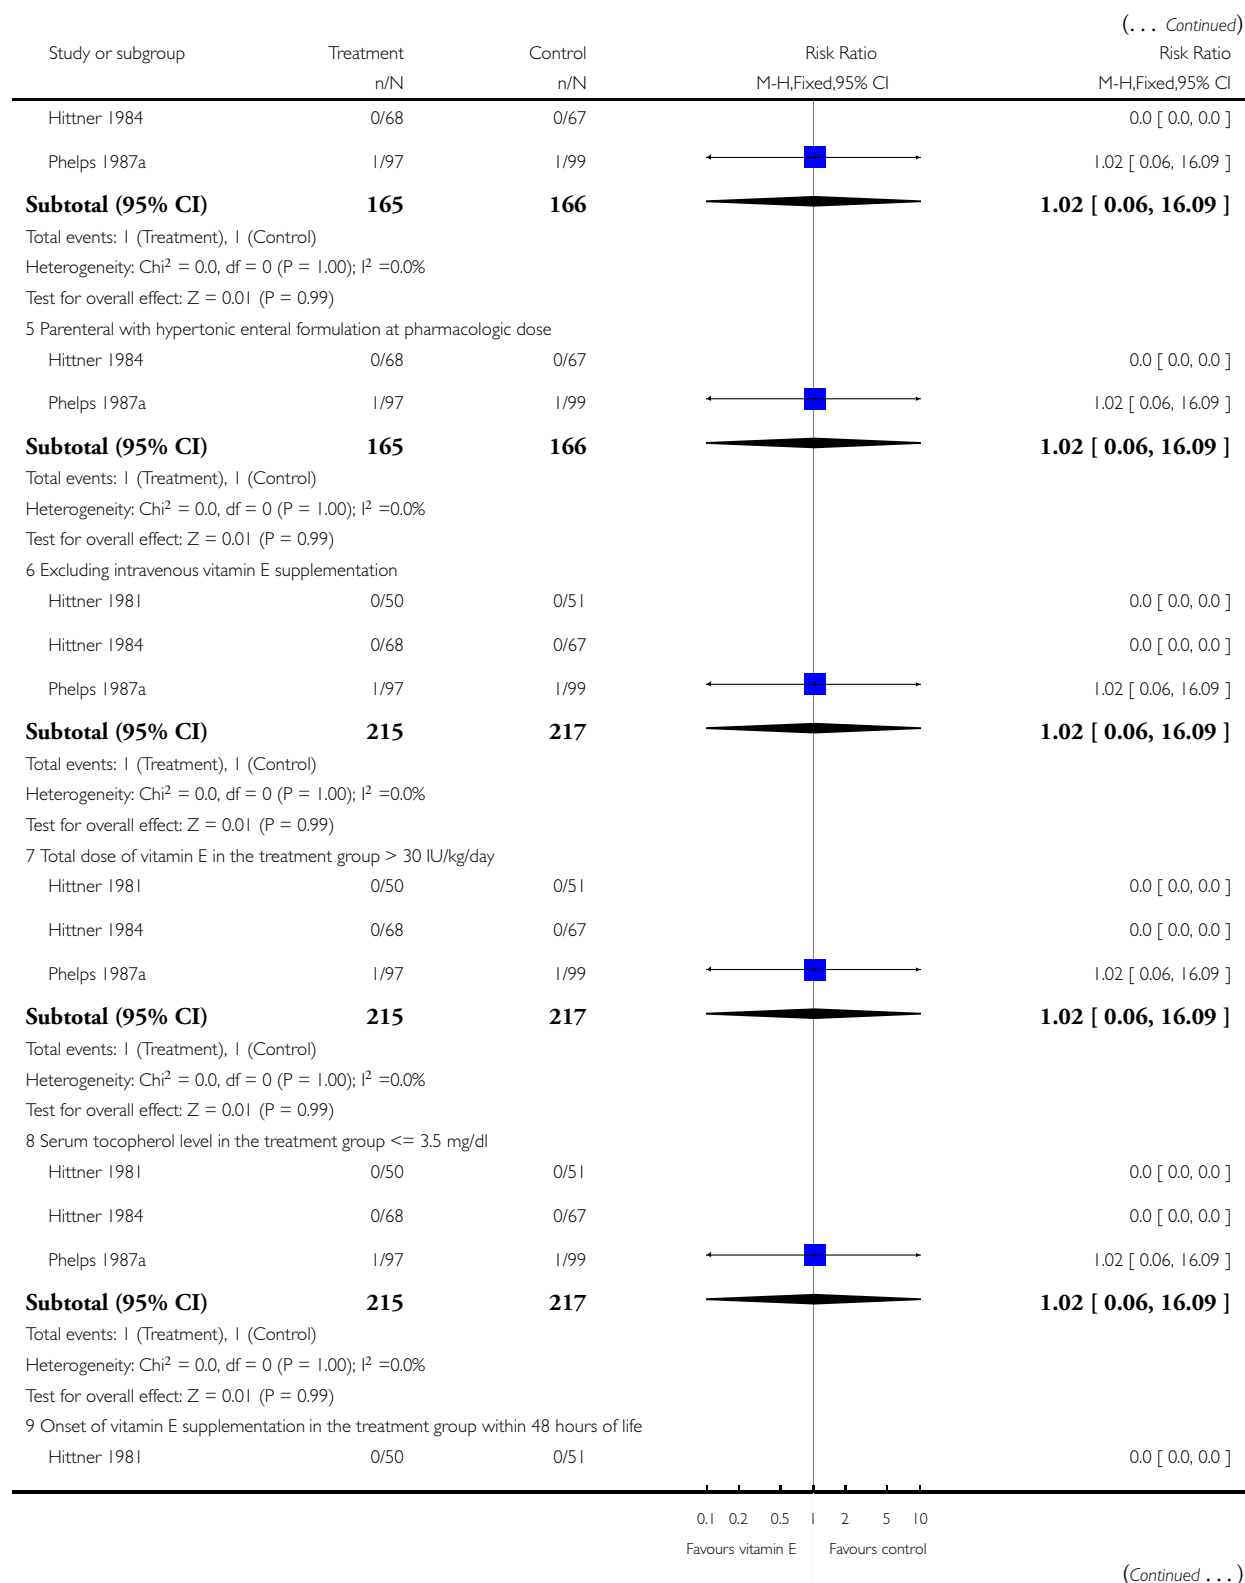 (... Continued)
Study or subgroup Treatment Control Risk Ratio Risk Ratio
n/N n/N M-H,Fixed,95% CI M-H,Fixed,95% CI
Hittner 1984 0/68 0/67 0.0 [ 0.0, 0.0 ]
Phelps 1987a 1/97 1/99 1.02 [ 0.06, 16.09 ]
Subtotal (95% CI) 165 166 1.02 [ 0.06, 16.09 ]
Total events: 1 (Treatment), 1 (Control)
Heterogeneity: Chi² = 0.0, df = 0 (P = 1.00); I² =0.0%
Test for overall effect: Z = 0.01 (P = 0.99)
5 Parenteral with hypertonic enteral formulation at pharmacologic dose
Hittner 1984 0/68 0/67 0.0 [ 0.0, 0.0 ]
Phelps 1987a 1/97 1/99 1.02 [ 0.06, 16.09 ]
Subtotal (95% CI) 165 166 1.02 [ 0.06, 16.09 ]
Total events: 1 (Treatment), 1 (Control)
Heterogeneity: Chi² = 0.0, df = 0 (P = 1.00); I² =0.0%
Test for overall effect: Z = 0.01 (P = 0.99)
6 Excluding intravenous vitamin E supplementation
Hittner 1981 0/50 0/51 0.0 [ 0.0, 0.0 ]
Hittner 1984 0/68 0/67 0.0 [ 0.0, 0.0 ]
Phelps 1987a 1/97 1/99 1.02 [ 0.06, 16.09 ]
Subtotal (95% CI) 215 217 1.02 [ 0.06, 16.09 ]
Total events: 1 (Treatment), 1 (Control)
Heterogeneity: Chi² = 0.0, df = 0 (P = 1.00); I² =0.0%
Test for overall effect: Z = 0.01 (P = 0.99)
7 Total dose of vitamin E in the treatment group > 30 IU/kg/day
Hittner 1981 0/50 0/51 0.0 [ 0.0, 0.0 ]
Hittner 1984 0/68 0/67 0.0 [ 0.0, 0.0 ]
Phelps 1987a 1/97 1/99 1.02 [ 0.06, 16.09 ]
Subtotal (95% CI) 215 217 1.02 [ 0.06, 16.09 ]
Total events: 1 (Treatment), 1 (Control)
Heterogeneity: Chi² = 0.0, df = 0 (P = 1.00); I² =0.0%
Test for overall effect: Z = 0.01 (P = 0.99)
8 Serum tocopherol level in the treatment group <= 3.5 mg/dl
Hittner 1981 0/50 0/51 0.0 [ 0.0, 0.0 ]
Hittner 1984 0/68 0/67 0.0 [ 0.0, 0.0 ]
Phelps 1987a 1/97 1/99 1.02 [ 0.06, 16.09 ]
Subtotal (95% CI) 215 217 1.02 [ 0.06, 16.09 ]
Total events: 1 (Treatment), 1 (Control)
Heterogeneity: Chi² = 0.0, df = 0 (P = 1.00); I² =0.0%
Test for overall effect: Z = 0.01 (P = 0.99)
9 Onset of vitamin E supplementation in the treatment group within 48 hours of life
Hittner 1981 0/50 0/51 0.0 [ 0.0, 0.0 ]
0.1 0.2 0.5 1 2 5 10
Favours vitamin E Favours control
(Continued ...)